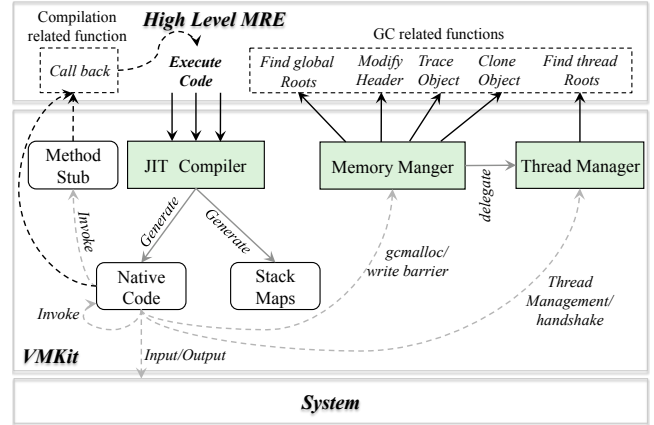 Compilation
related function
High Level MRE
GC related functions
Call back
Execute
Code
Find global
Roots
Modify
Header
Trace
Object
Clone
Object
Find thread
Roots
Method
Stub
JIT Compiler
Memory Manger
Thread Manager
delegate
Invoke
Generate
Generate
Native
Code
Stack
Maps
gcmalloc/
write barrier
Thread
Management/
handshake
Invoke
Input/Output
VMKit
System